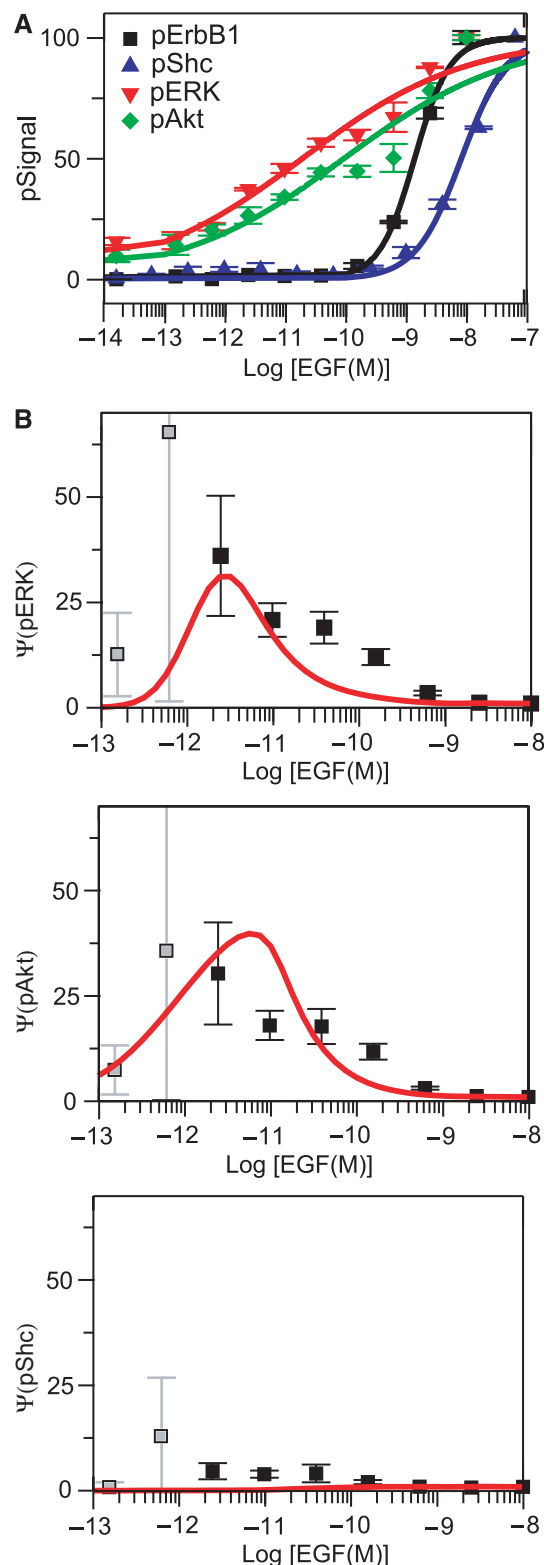 A
100
50
0
pSignal
pErbB1
pShc
pERK
pAkt
−14 −13 −12 −11 −10 −9 −8 −7
Log [EGF(M)]
B
50
25
0
Ψ(pERK)
−13 −12 −11 −10 −9 −8
Log [EGF(M)]
50
25
0
Ψ(pAkt)
−13 −12 −11 −10 −9 −8
Log [EGF(M)]
50
25
0
Ψ(pShc)
−13 −12 −11 −10 −9 −8
Log [EGF(M)]